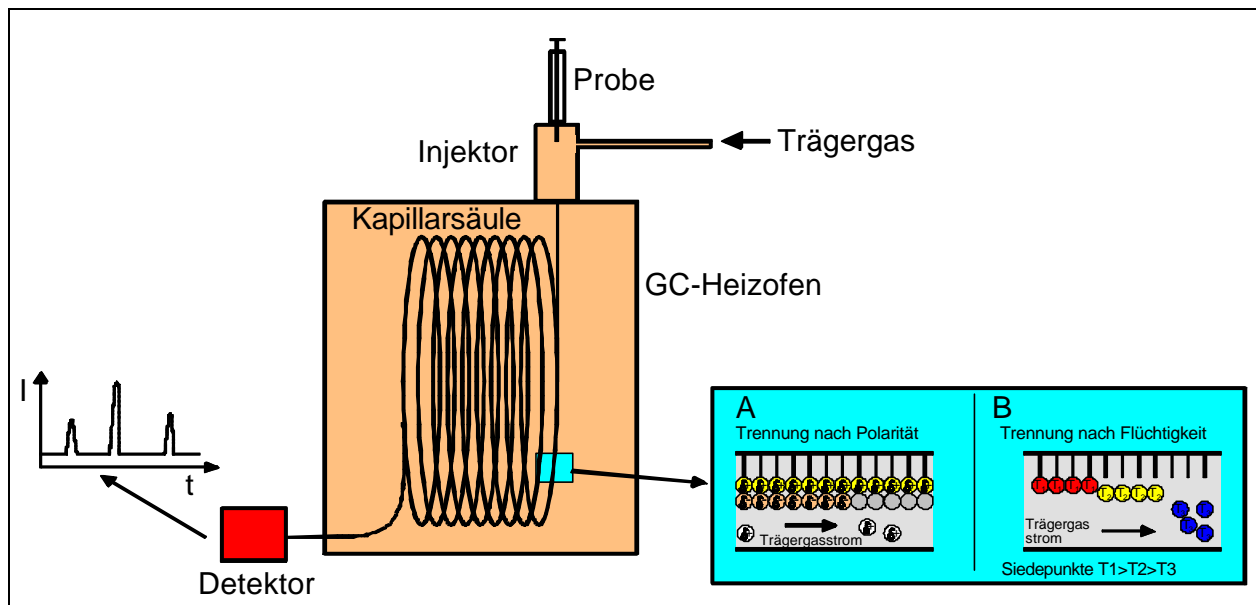 Probe
Injektor
Trägergas
Kapillarsäule
GC-Heizofen
I
t
Detektor
A
Trennung nach Polarität
Trägergasstrom
B
Trennung nach Flüchtigkeit
Trägergas
strom
Siedepunkte T1>T2>T3